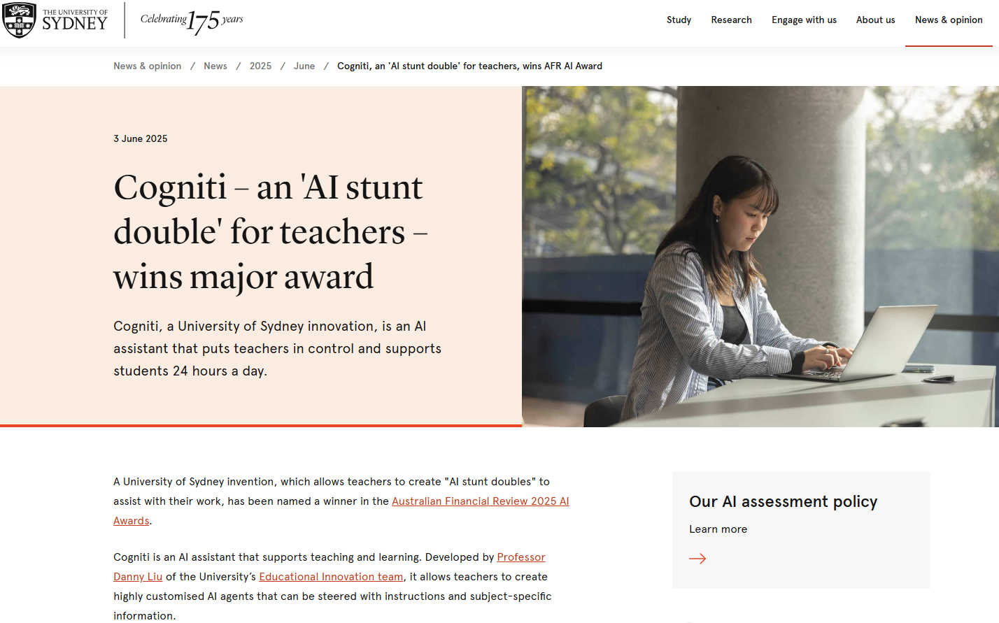 THE UNIVERSITY OF
SYDNEY
Celebrating 175 years
Study
Research
Engage with us
About us
News & opinion
News & opinion / News / 2025 / June / Cogniti, an 'AI stunt double' for teachers, wins AFR AI Award
3 June 2025
Cogniti – an 'AI stunt
double' for teachers –
wins major award
Cogniti, a University of Sydney innovation, is an AI
assistant that puts teachers in control and supports
students 24 hours a day.
A University of Sydney invention, which allows teachers to create "AI stunt doubles" to
assist with their work, has been named a winner in the Australian Financial Review 2025 AI
Awards.
Cogniti is an AI assistant that supports teaching and learning. Developed by Professor
Danny Liu of the University’s Educational Innovation team, it allows teachers to create
highly customised AI agents that can be steered with instructions and subject-specific
information.
Our AI assessment policy
Learn more